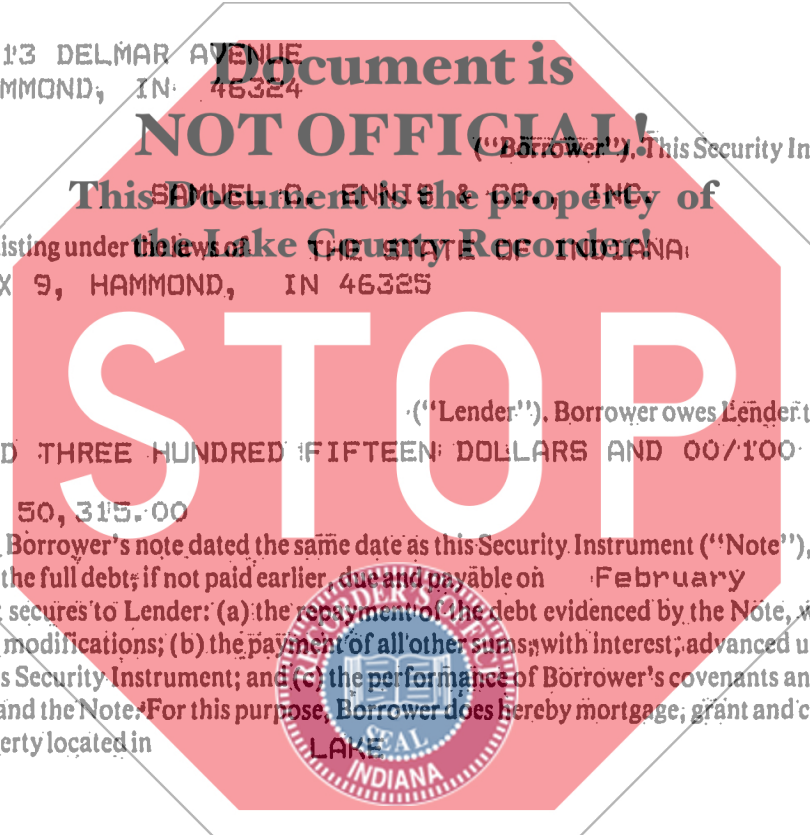 13 DELMAR AVENUE
MMOND, IN 46324
Document is
NOT OFFICIAL!
("Borrower"). This Security In
This Document is the property of
SAMUEL C. ENNIS & CO., INC.
the Lake County Recorder!
isting under the laws of THE STATE OF INDIANA
X 9, HAMMOND, IN 46325
STOP
("Lender"). Borrower owes Lender t
D THREE HUNDRED FIFTEEN DOLLARS AND 00/100
50,315.00
Borrower's note dated the same date as this Security Instrument ("Note"),
the full debt, if not paid earlier, due and payable on February
secures to Lender: (a) the repayment of the debt evidenced by the Note, w
modifications; (b) the payment of all other sums, with interest, advanced u
s Security Instrument; and (c) the performance of Borrower's covenants an
and the Note. For this purpose, Borrower does hereby mortgage, grant and c
erty located in LAKE
RECORDER'S OFFICE
SEAL
INDIANA